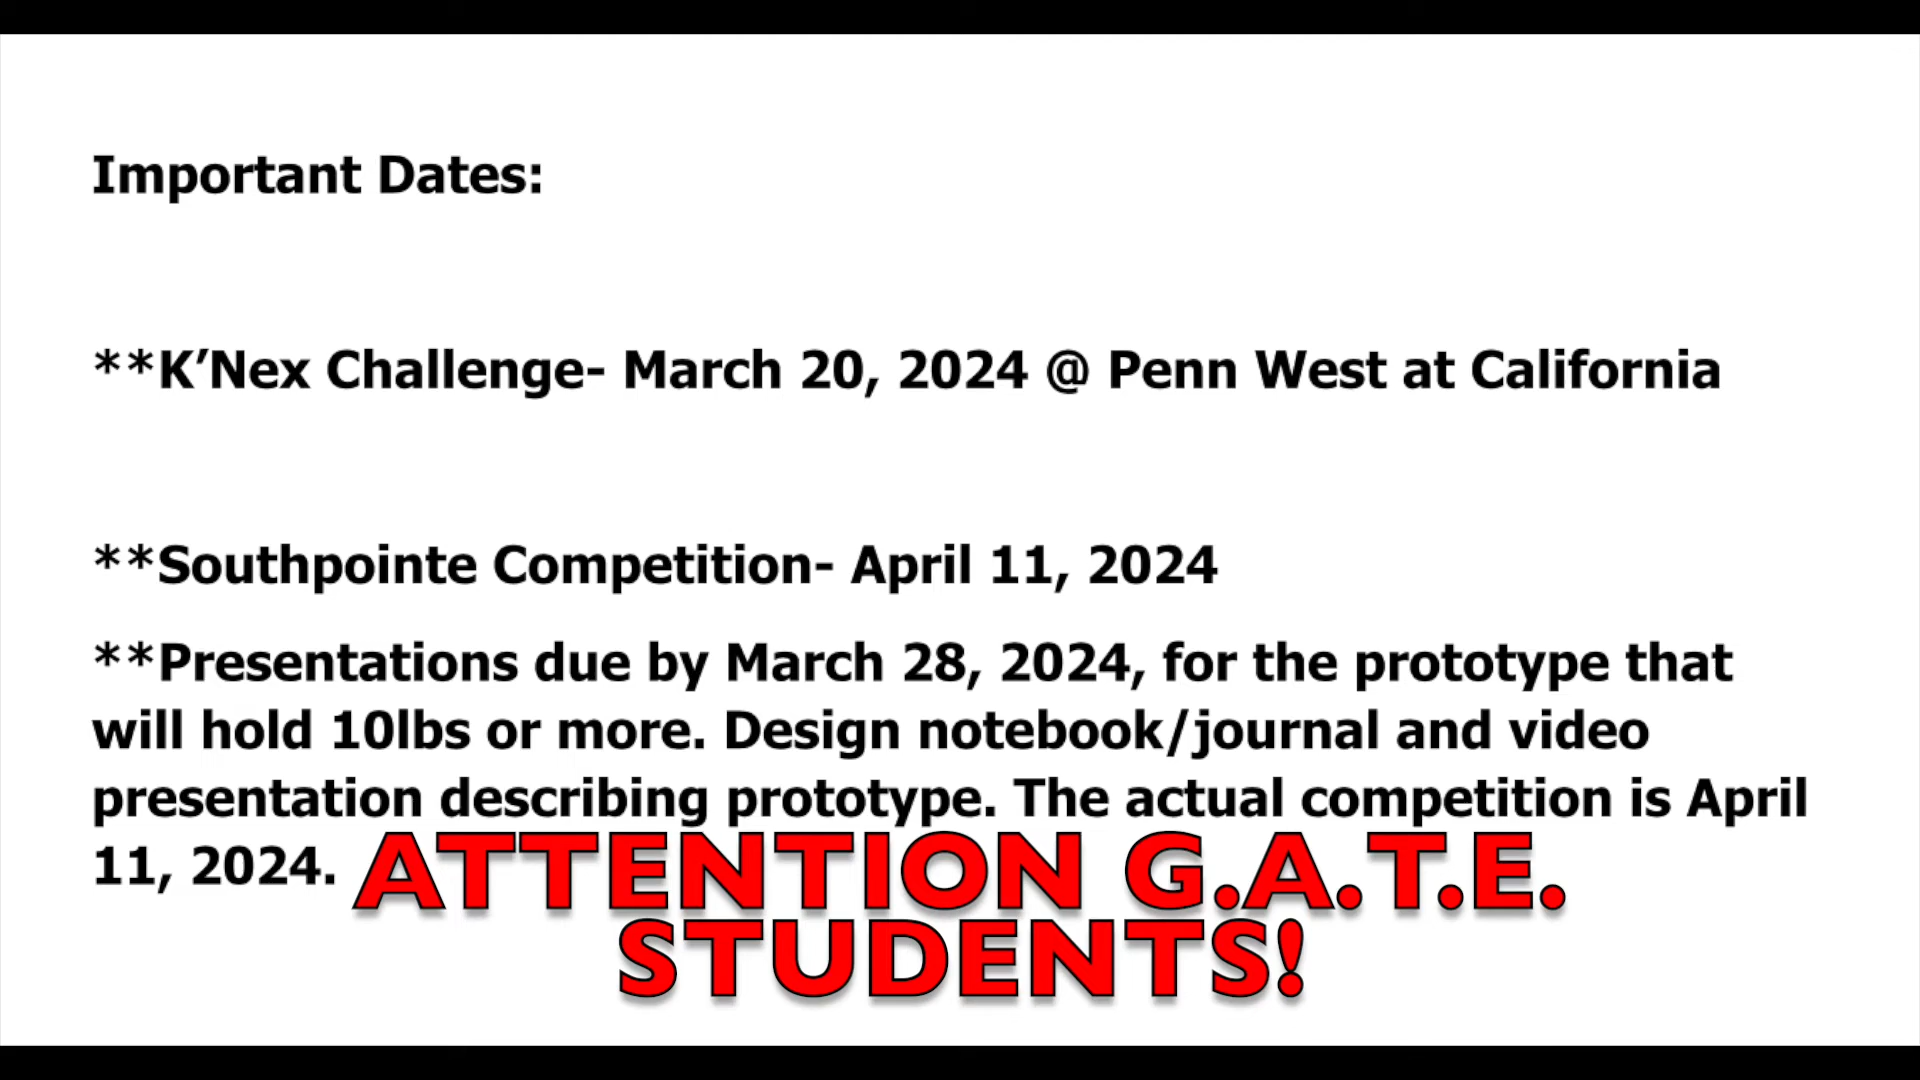 Important Dates:
**K’Nex Challenge- March 20, 2024 @ Penn West at California
**Southpointe Competition- April 11, 2024
**Presentations due by March 28, 2024, for the prototype that
will hold 10lbs or more. Design notebook/journal and video
presentation describing prototype. The actual competition is April
11, 2024.
ATTENTION G.A.T.E.
STUDENTS!